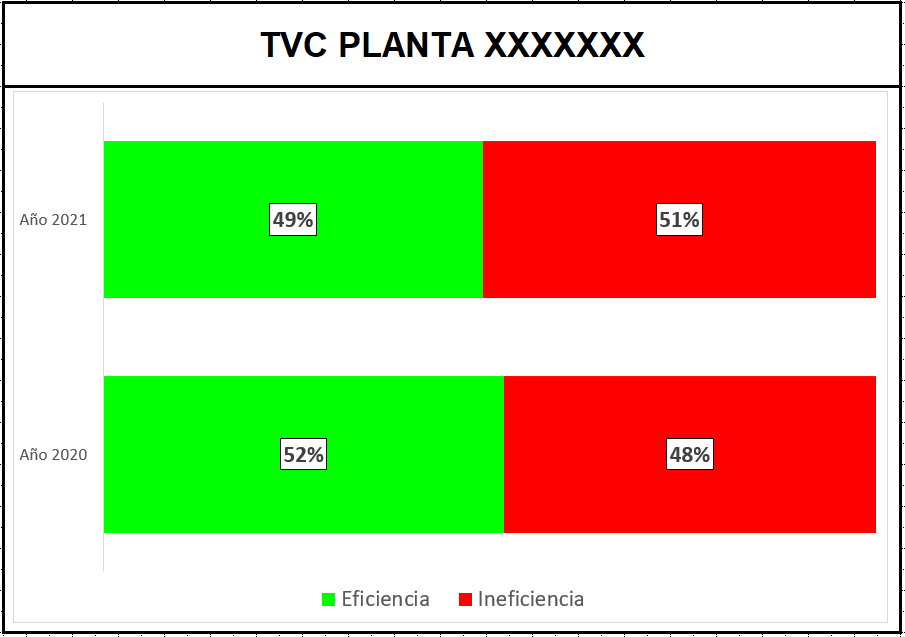 TVC PLANTA XXXXXXX
Año 2021
49%
51%
Año 2020
52%
48%
Eficiencia
Ineficiencia